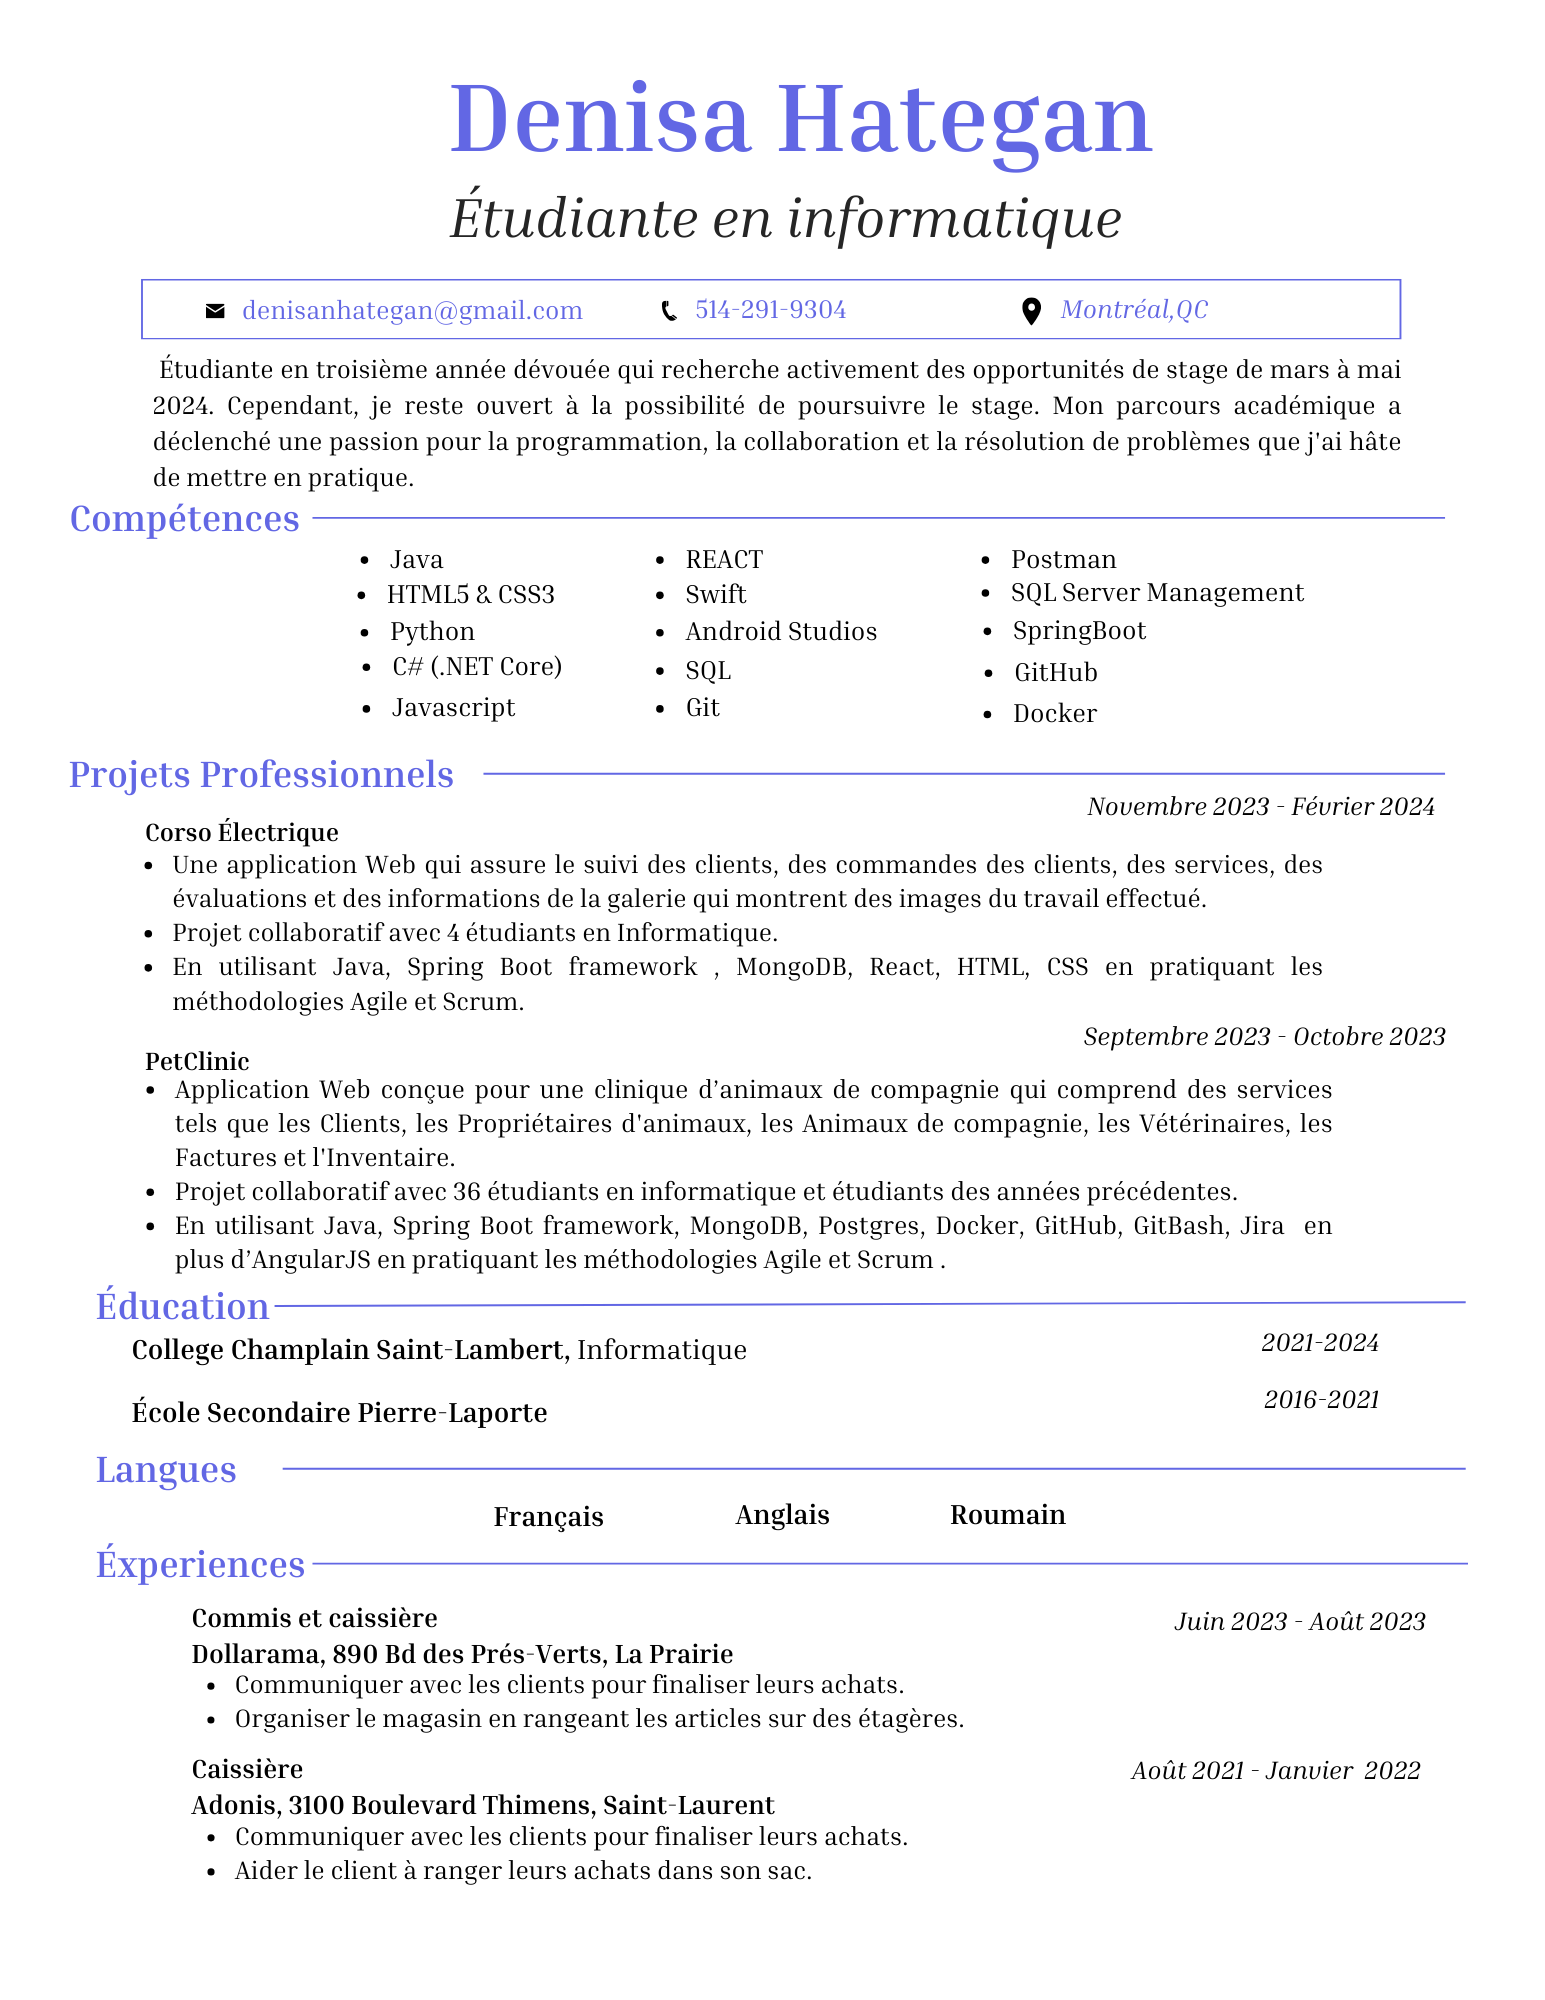 Denisa Hategan
Étudiante en informatique
denisanhategan@gmail.com 514-291-9304 Montréal,QC
Étudiante en troisième année dévouée qui recherche activement des opportunités de stage de mars à mai
2024. Cependant, je reste ouvert à la possibilité de poursuivre le stage. Mon parcours académique a
déclenché une passion pour la programmation, la collaboration et la résolution de problèmes que j'ai hâte
de mettre en pratique.
Compétences
• Java
• HTML5 & CSS3
• Python
• C# (.NET Core)
• Javascript
• REACT
• Swift
• Android Studios
• SQL
• Git
• Postman
• SQL Server Management
• SpringBoot
• GitHub
• Docker
Projets Professionnels
Novembre 2023 - Février 2024
Corso Électrique
• Une application Web qui assure le suivi des clients, des commandes des clients, des services, des
évaluations et des informations de la galerie qui montrent des images du travail effectué.
• Projet collaboratif avec 4 étudiants en Informatique.
• En utilisant Java, Spring Boot framework , MongoDB, React, HTML, CSS en pratiquant les
méthodologies Agile et Scrum.
Septembre 2023 - Octobre 2023
PetClinic
• Application Web conçue pour une clinique d’animaux de compagnie qui comprend des services
tels que les Clients, les Propriétaires d'animaux, les Animaux de compagnie, les Vétérinaires, les
Factures et l'Inventaire.
• Projet collaboratif avec 36 étudiants en informatique et étudiants des années précédentes.
• En utilisant Java, Spring Boot framework, MongoDB, Postgres, Docker, GitHub, GitBash, Jira en
plus d’AngularJS en pratiquant les méthodologies Agile et Scrum .
Éducation
College Champlain Saint-Lambert, Informatique 2021-2024
École Secondaire Pierre-Laporte 2016-2021
Langues
Français Anglais Roumain
Éxperiences
Commis et caissière Juin 2023 - Août 2023
Dollarama, 890 Bd des Prés-Verts, La Prairie
• Communiquer avec les clients pour finaliser leurs achats.
• Organiser le magasin en rangeant les articles sur des étagères.
Caissière Août 2021 - Janvier 2022
Adonis, 3100 Boulevard Thimens, Saint-Laurent
• Communiquer avec les clients pour finaliser leurs achats.
• Aider le client à ranger leurs achats dans son sac.